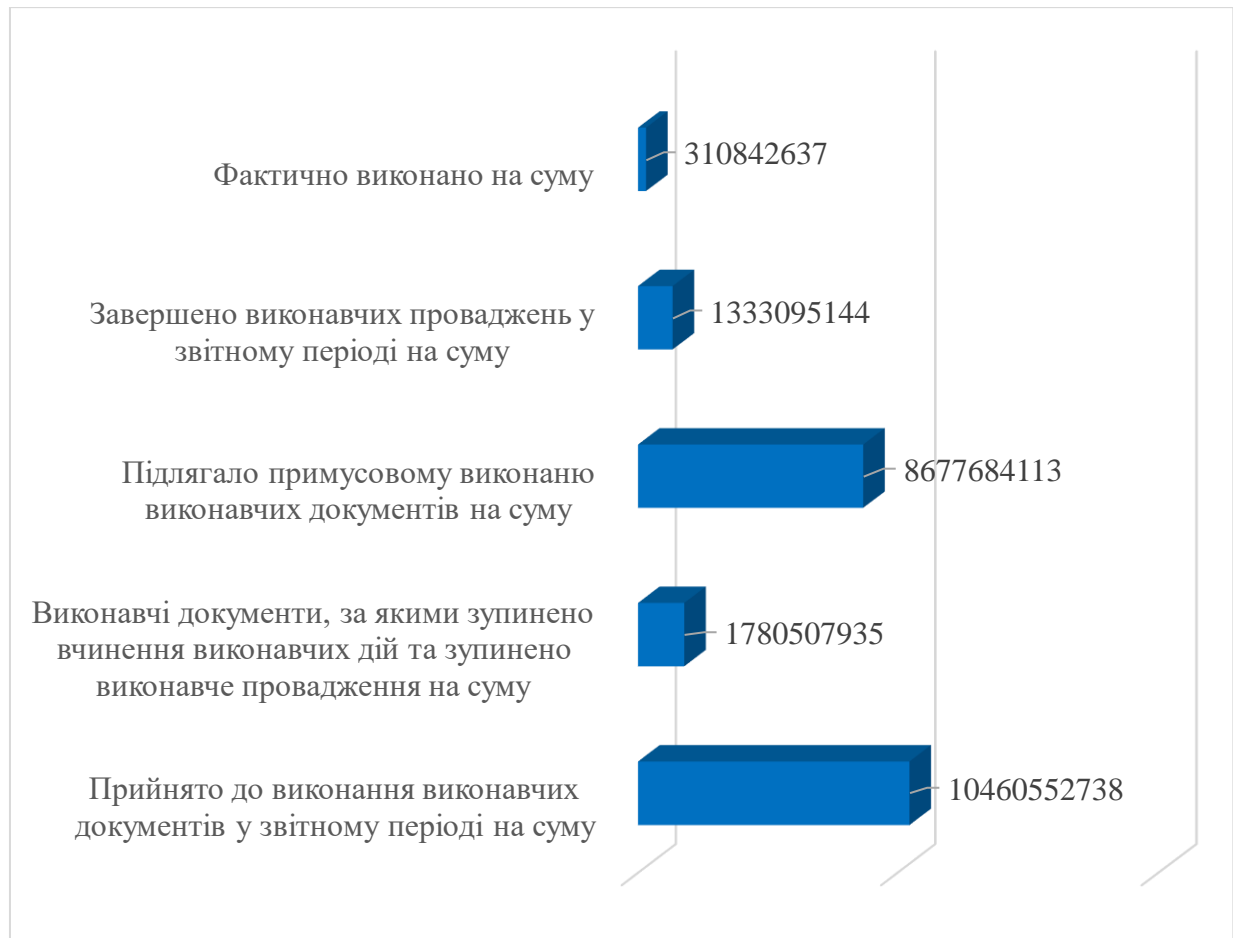 Фактично виконано на суму
310842637
Завершено виконавчих проваджень у
звітному періоді на суму
1333095144
Підлягало примусовому виконаню
виконавчих документів на суму
8677684113
Виконавчі документи, за якими зупинено
вчинення виконавчих дій та зупинено
виконавче провадження на суму
1780507935
Прийнято до виконання виконавчих
документів у звітному періоді на суму
10460552738